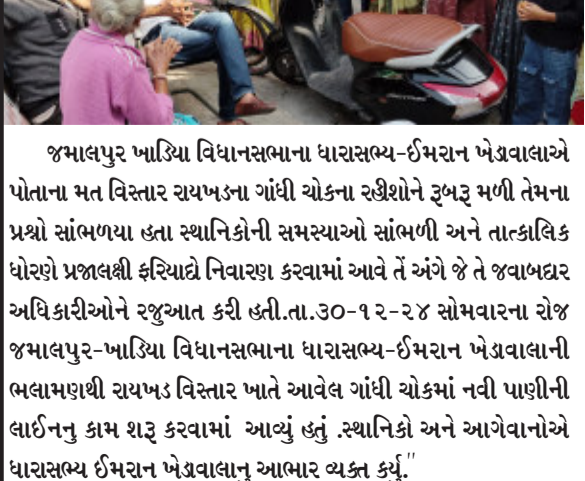 જમાલપુર ખાડિયા વિધાનસભાના ધારાસભ્ય-ઈમરાન ખેડાવાલાએ
પોતાના મત વિસ્તાર રાયખડના ગાંધી ચોકના રહીશોને રૂબરૂ મળી તેમના
પ્રશ્નો સાંભળયા હતા સ્થાનિકોની સમસ્યાઓ સાંભળી અને તાત્કાલિક
ધોરણે પ્રજાલક્ષી ફરિયાદો નિવારણ કરવામાં આવે તેં અંગે જે તે જવાબદાર
અધિકારીઓને રજુઆત કરી હતી.તા.૩૦-૧૨-૨૪ સોમવારના રોજ
જમાલપુર-ખાડિયા વિધાનસભાના ધારાસભ્ય-ઈમરાન ખેડાવાલાની
ભલામણથી રાયખડ વિસ્તાર ખાતે આવેલ ગાંધી ચોકમાં નવી પાણીની
લાઈનનુ કામ શરૂ કરવામાં આવ્યું હતું .સ્થાનિકો અને આગેવાનોએ
ધારાસભ્ય ઈમરાન ખેડાવાલાનુ આભાર વ્યક્ત કર્યુ."